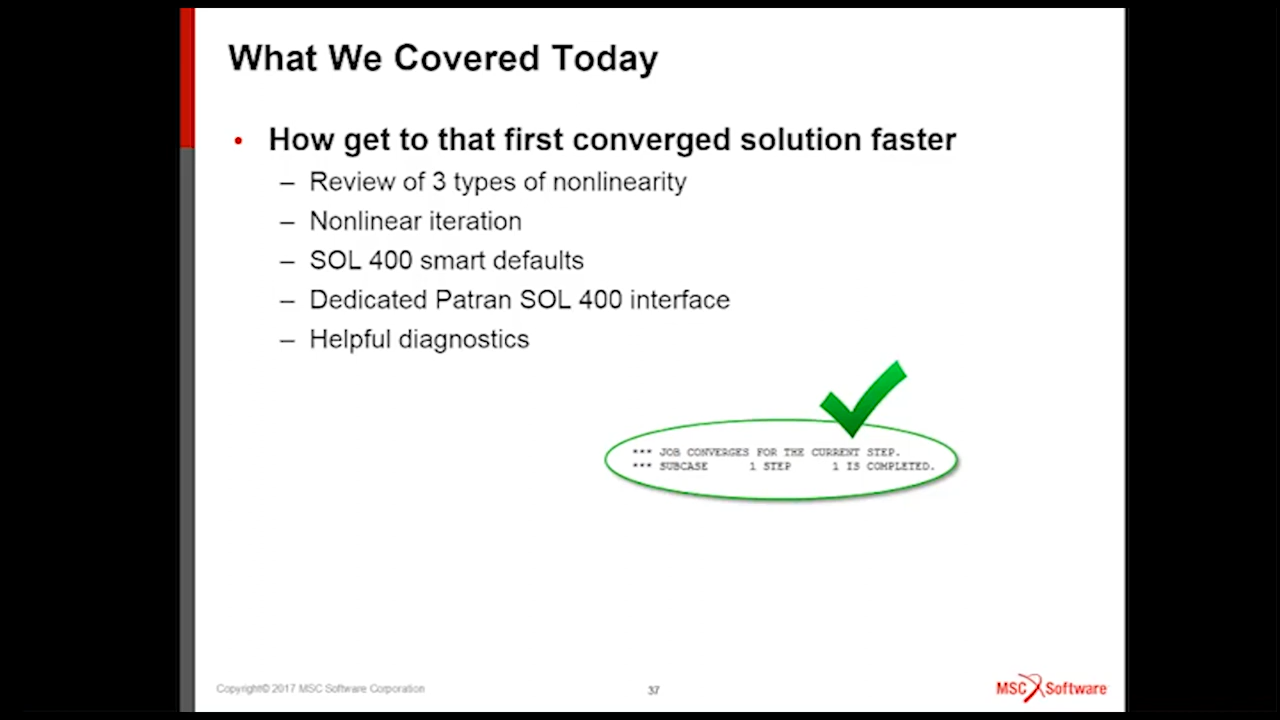 What We Covered Today
• How get to that first converged solution faster
– Review of 3 types of nonlinearity
– Nonlinear iteration
– SOL 400 smart defaults
– Dedicated Patran SOL 400 interface
– Helpful diagnostics
*** JOB CONVERGES FOR THE CURRENT STEP.
*** SUBCASE 1 STEP 1 IS COMPLETED.
Copyright© 2017 MSC Software Corporation
37
MSC Software